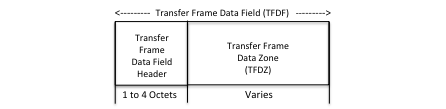 <--------- Transfer Frame Data Field (TFDF) --------->
Transfer
Frame
Data Field
Header
Transfer Frame
Data Zone
(TFDZ)
1 to 4 Octets
Varies